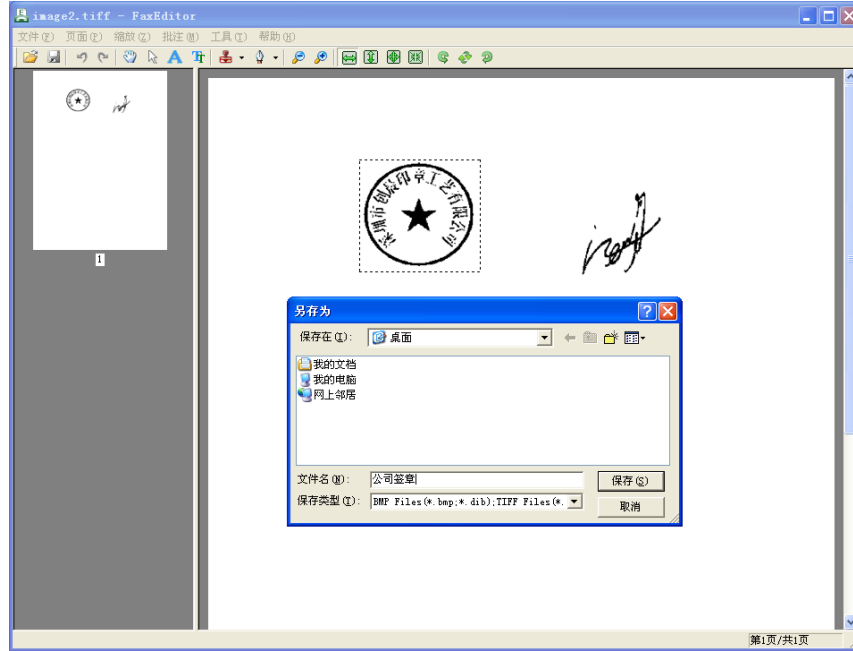 image2.tiff - FaxEditor
文件(F) 页面(P) 缩放(Z) 批注(M) 工具(T) 帮助(H)
1
深圳市创晨印章工艺有限公司
另存为
保存在(I): 桌面
我的文档
我的电脑
网上邻居
文件名(N): 公司签章
保存(S)
保存类型(T): BMP Files(*.bmp;*.dib);TIFF Files(*.
取消
第1页/共1页